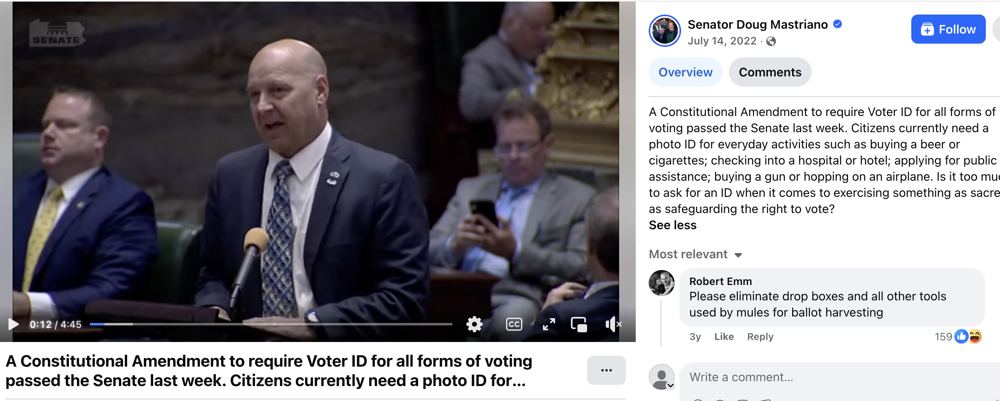 SENATE
0:12 / 4:45
CC
A Constitutional Amendment to require Voter ID for all forms of voting
passed the Senate last week. Citizens currently need a photo ID for...
Senator Doug Mastriano
July 14, 2022 ·
Follow
Overview
Comments
A Constitutional Amendment to require Voter ID for all forms of
voting passed the Senate last week. Citizens currently need a
photo ID for everyday activities such as buying a beer or
cigarettes; checking into a hospital or hotel; applying for public
assistance; buying a gun or hopping on an airplane. Is it too
to ask for an ID when it comes to exercising something as
as safeguarding the right to vote?
See less
Most relevant
Robert Emm
Please eliminate drop boxes and all other tools
used by mules for ballot harvesting
3y Like Reply 159
Write a comment...